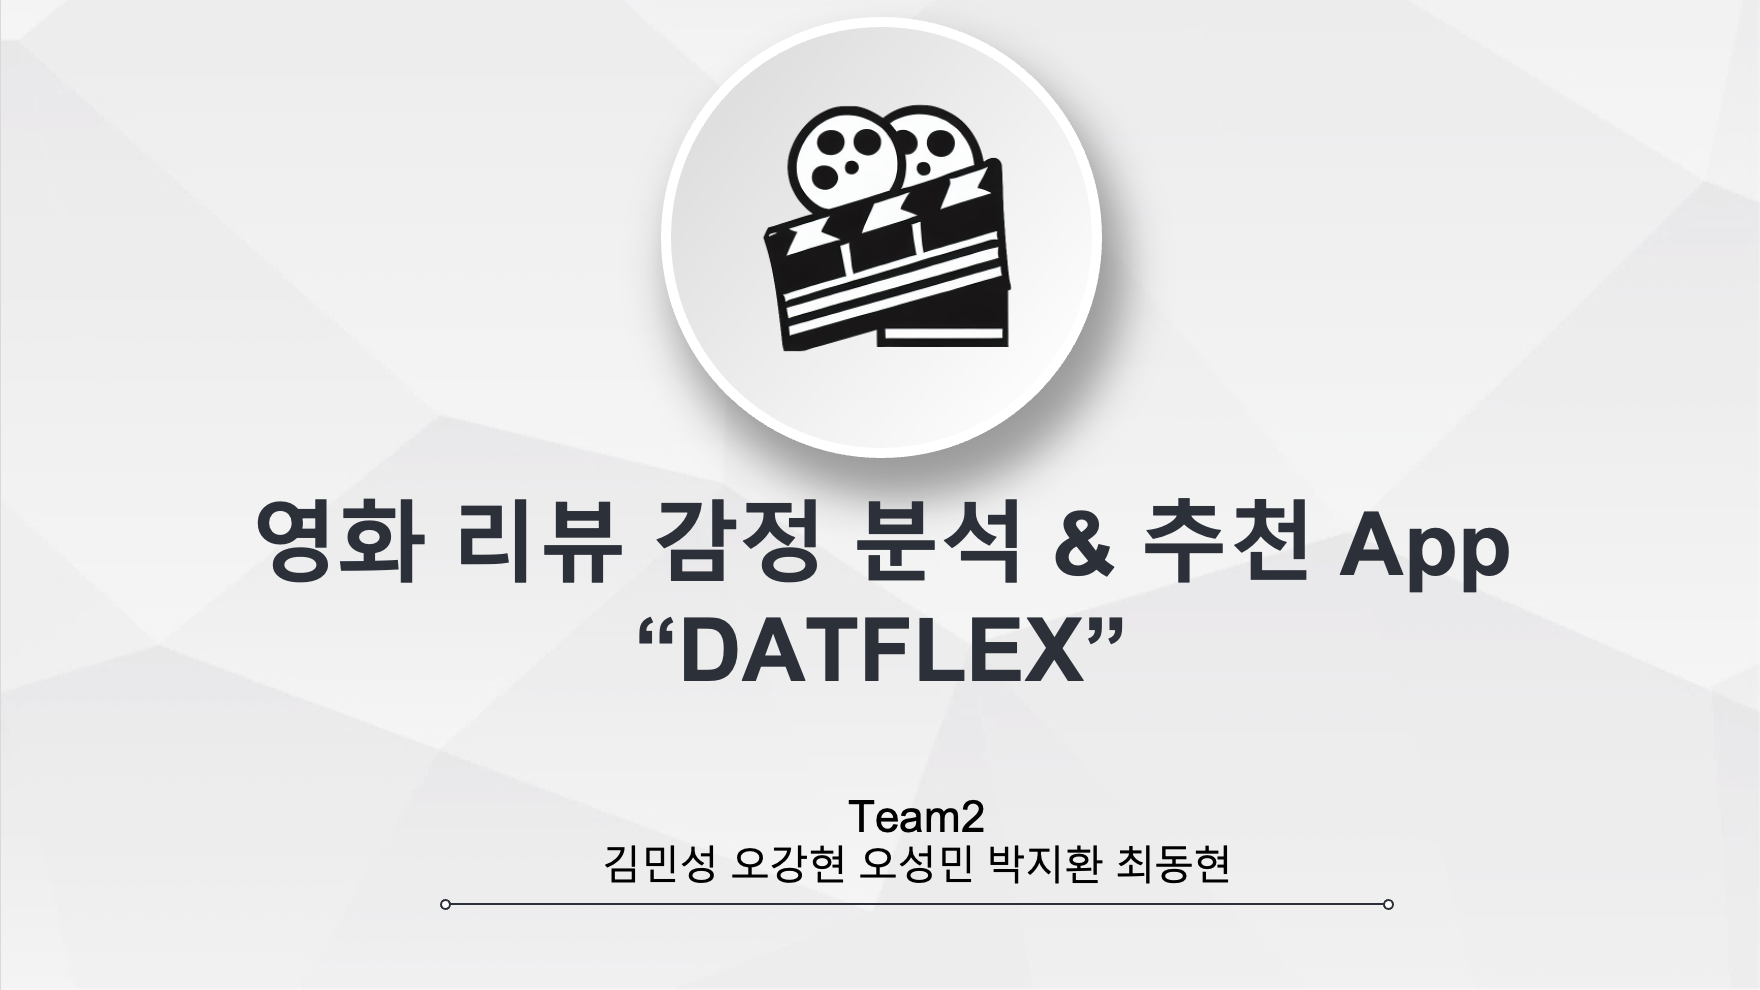 영화 리뷰 감정 분석 & 추천 App
“DATFLEX”
Team2
김민성 오강현 오성민 박지환 최동현